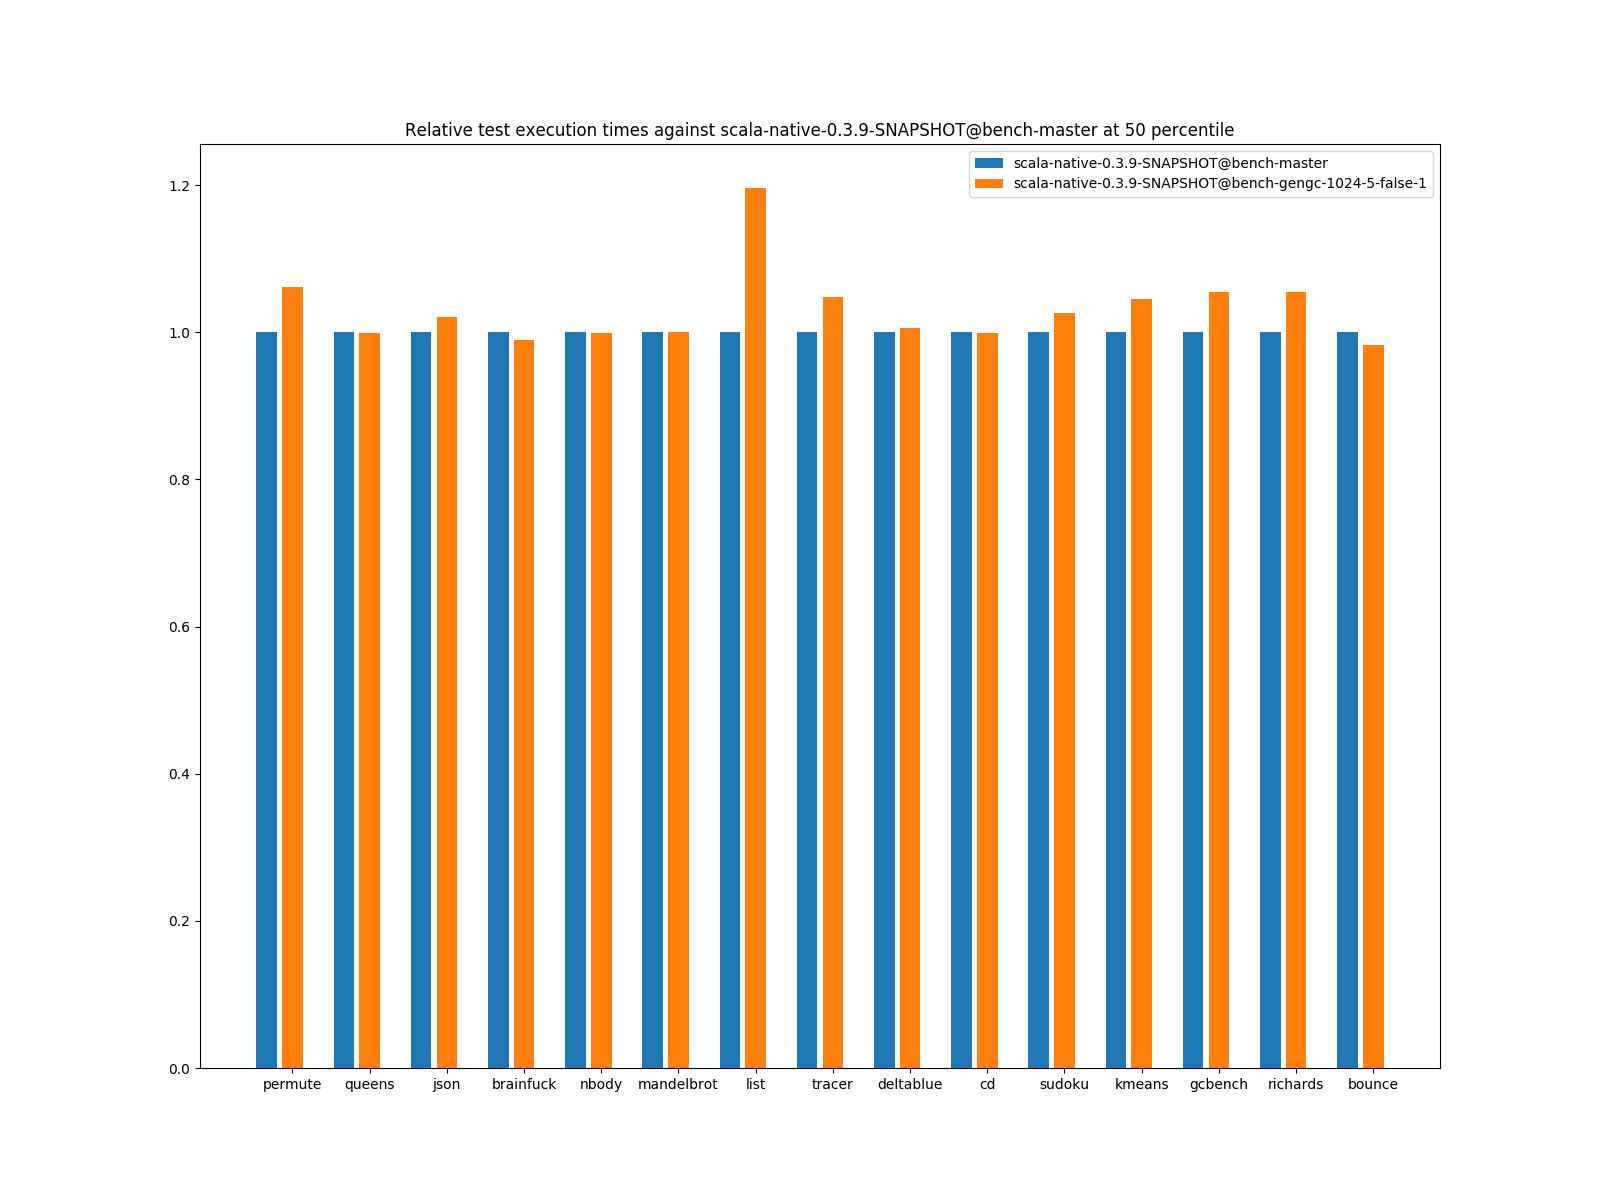 Relative test execution times against scala-native-0.3.9-SNAPSHOT@bench-master at 50 percentile
scala-native-0.3.9-SNAPSHOT@bench-master
scala-native-0.3.9-SNAPSHOT@bench-gengc-1024-5-false-1
1.2
1.0
0.8
0.6
0.4
0.2
0.0
permute queens json brainfuck nbody mandelbrot list tracer deltablue cd sudoku kmeans gcbench richards bounce